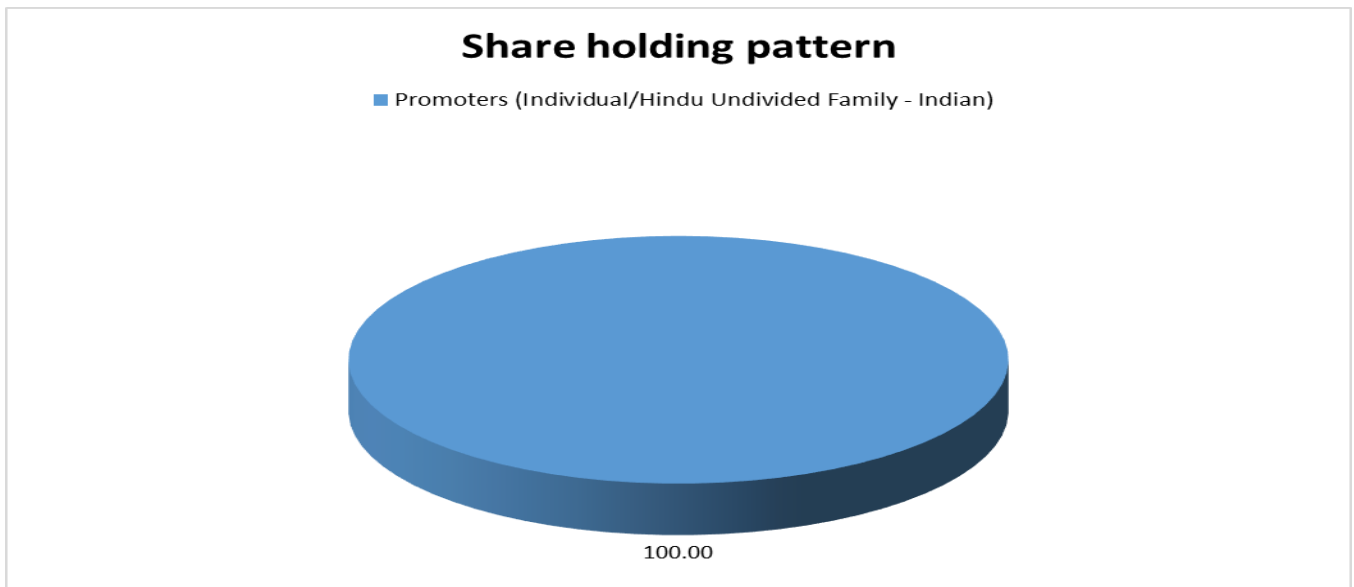 Share holding pattern
Promoters (Individual/Hindu Undivided Family - Indian)
100.00